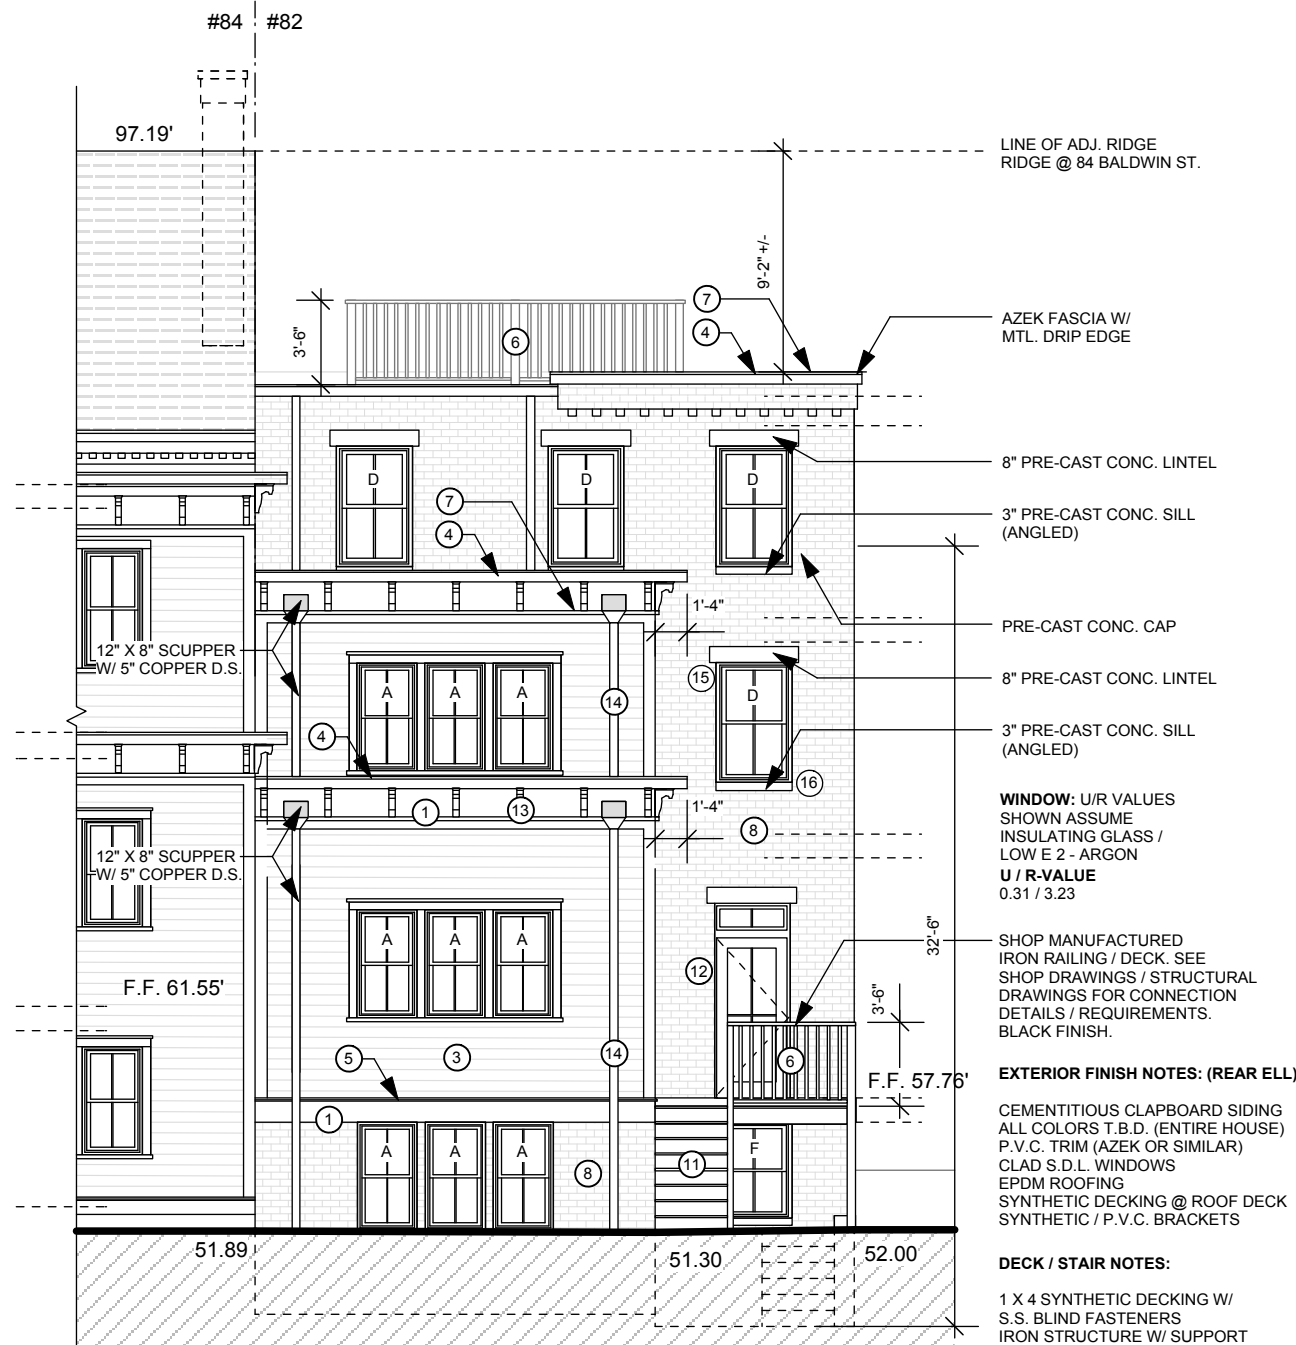 #84 #82
97.19'
LINE OF ADJ. RIDGE
RIDGE @ 84 BALDWIN ST.
9'-2" +/-
7
4
AZEK FASCIA W/
MTL. DRIP EDGE
3'-6"
6
8" PRE-CAST CONC. LINTEL
D D D
7
4
3" PRE-CAST CONC. SILL
(ANGLED)
1'-4"
PRE-CAST CONC. CAP
12" X 8" SCUPPER
W/ 5" COPPER D.S.
15
8" PRE-CAST CONC. LINTEL
A A A
14
D
4
3" PRE-CAST CONC. SILL
(ANGLED)
16
1
13
1'-4"
8
WINDOW: U/R VALUES
SHOWN ASSUME
INSULATING GLASS /
LOW E 2 - ARGON
U / R-VALUE
0.31 / 3.23
12" X 8" SCUPPER
W/ 5" COPPER D.S.
A A A
32'-6"
12
SHOP MANUFACTURED
IRON RAILING / DECK. SEE
SHOP DRAWINGS / STRUCTURAL
DRAWINGS FOR CONNECTION
DETAILS / REQUIREMENTS.
BLACK FINISH.
F.F. 61.55'
3'-6"
5
3
14
6
F.F. 57.76'
EXTERIOR FINISH NOTES: (REAR ELL)
1
CEMENTITIOUS CLAPBOARD SIDING
ALL COLORS T.B.D. (ENTIRE HOUSE)
P.V.C. TRIM (AZEK OR SIMILAR)
CLAD S.D.L. WINDOWS
EPDM ROOFING
SYNTHETIC DECKING @ ROOF DECK
SYNTHETIC / P.V.C. BRACKETS
A A A
8
11
F
51.89
51.30
52.00
DECK / STAIR NOTES:
1 X 4 SYNTHETIC DECKING W/
S.S. BLIND FASTENERS
IRON STRUCTURE W/ SUPPORT